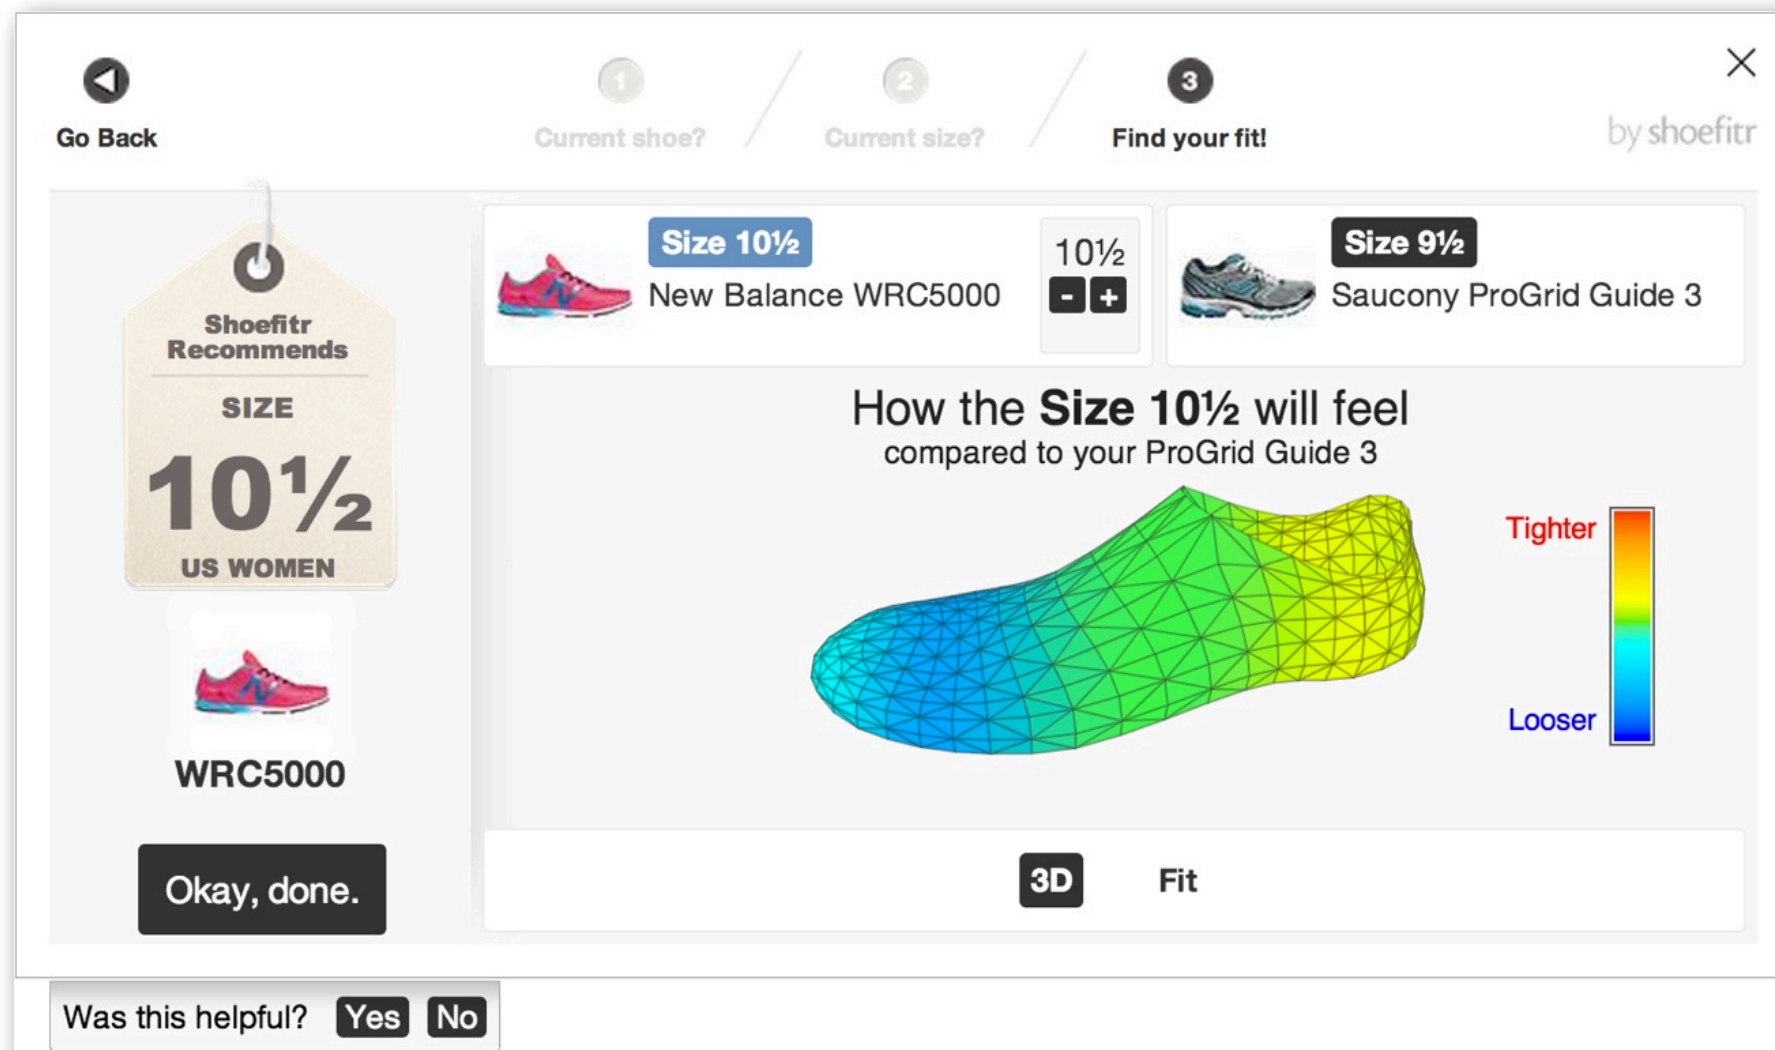 Go Back
1
Current shoe?
2
Current size?
3
Find your fit!
by shoefitr
Shoefitr
Recommends
SIZE
10½
US WOMEN
WRC5000
Okay, done.
Size 10½
New Balance WRC5000
10½
- +
Size 9½
Saucony ProGrid Guide 3
How the Size 10½ will feel
compared to your ProGrid Guide 3
Tighter
Looser
3D Fit
Was this helpful? Yes No